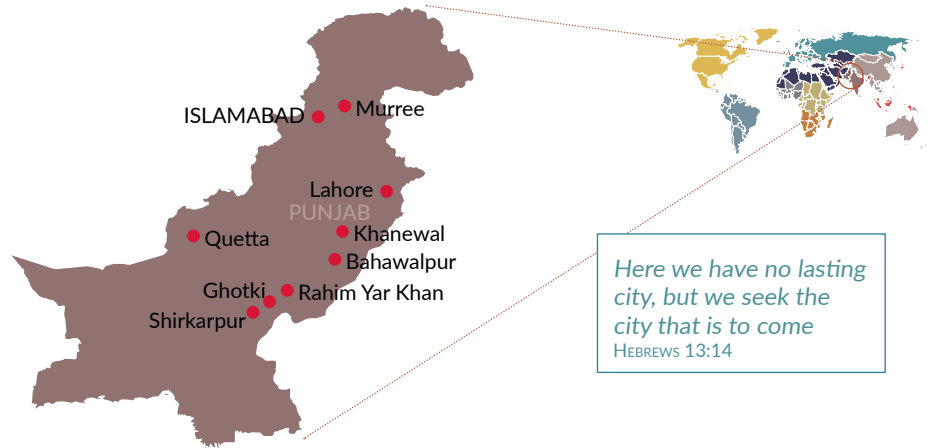 ISLAMABAD
Murree
Lahore
PUNJAB
Khanewal
Quetta
Bahawalpur
Ghotki
Rahim Yar Khan
Shirkarpur
Here we have no lasting
city, but we seek the
city that is to come
HEBREWS 13:14